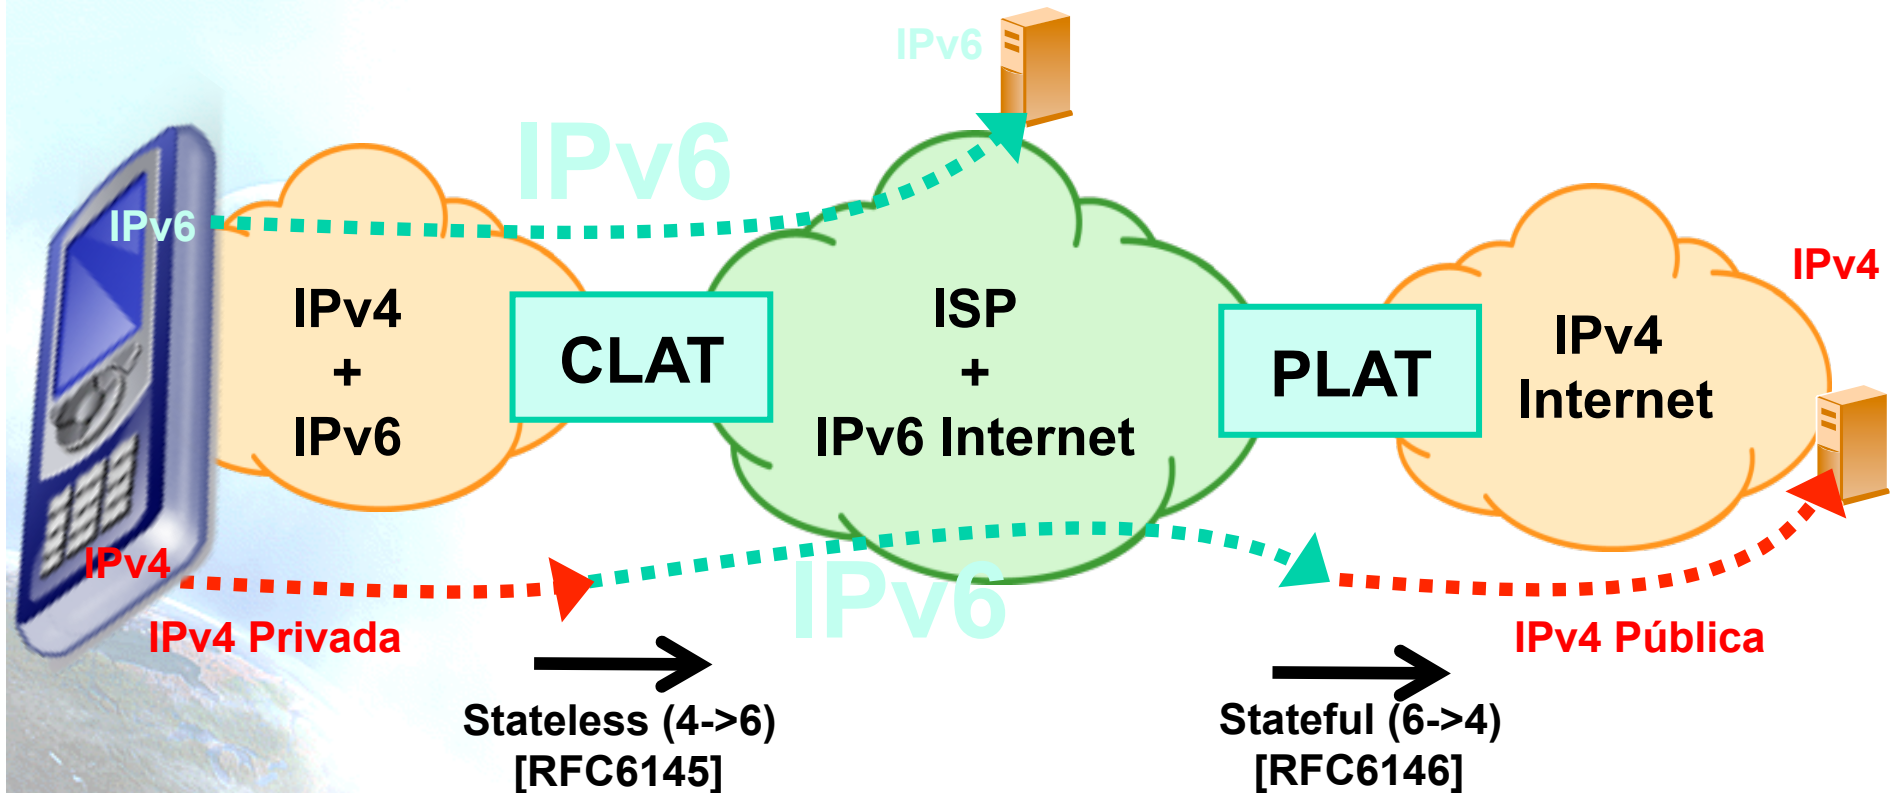 IPv6
IPv6
IPv6
IPv4
+
IPv6
CLAT
ISP
+
IPv6 Internet
PLAT
IPv4
Internet
IPv4
IPv4
IPv4 Privada
IPv6
IPv4 Pública
Stateless (4->6)
[RFC6145]
Stateful (6->4)
[RFC6146]